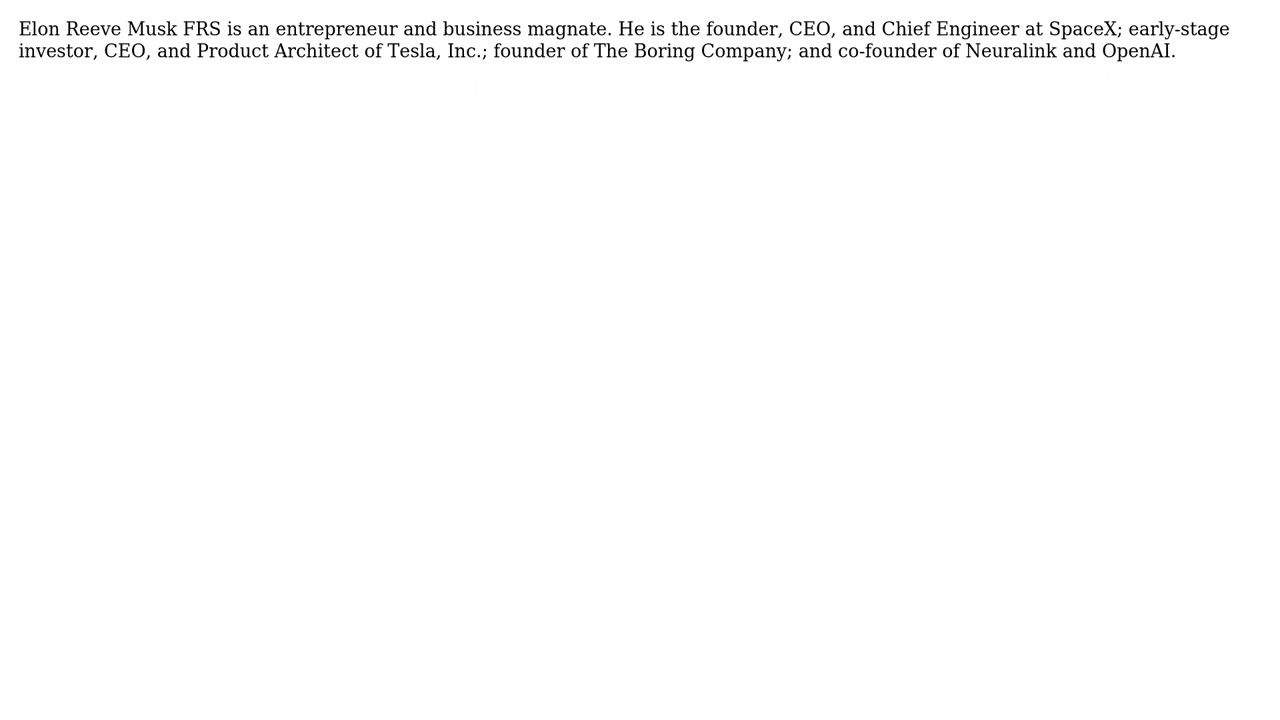 Elon Reeve Musk FRS is an entrepreneur and business magnate. He is the founder, CEO, and Chief Engineer at SpaceX; early-stage
investor, CEO, and Product Architect of Tesla, Inc.; founder of The Boring Company; and co-founder of Neuralink and OpenAI.